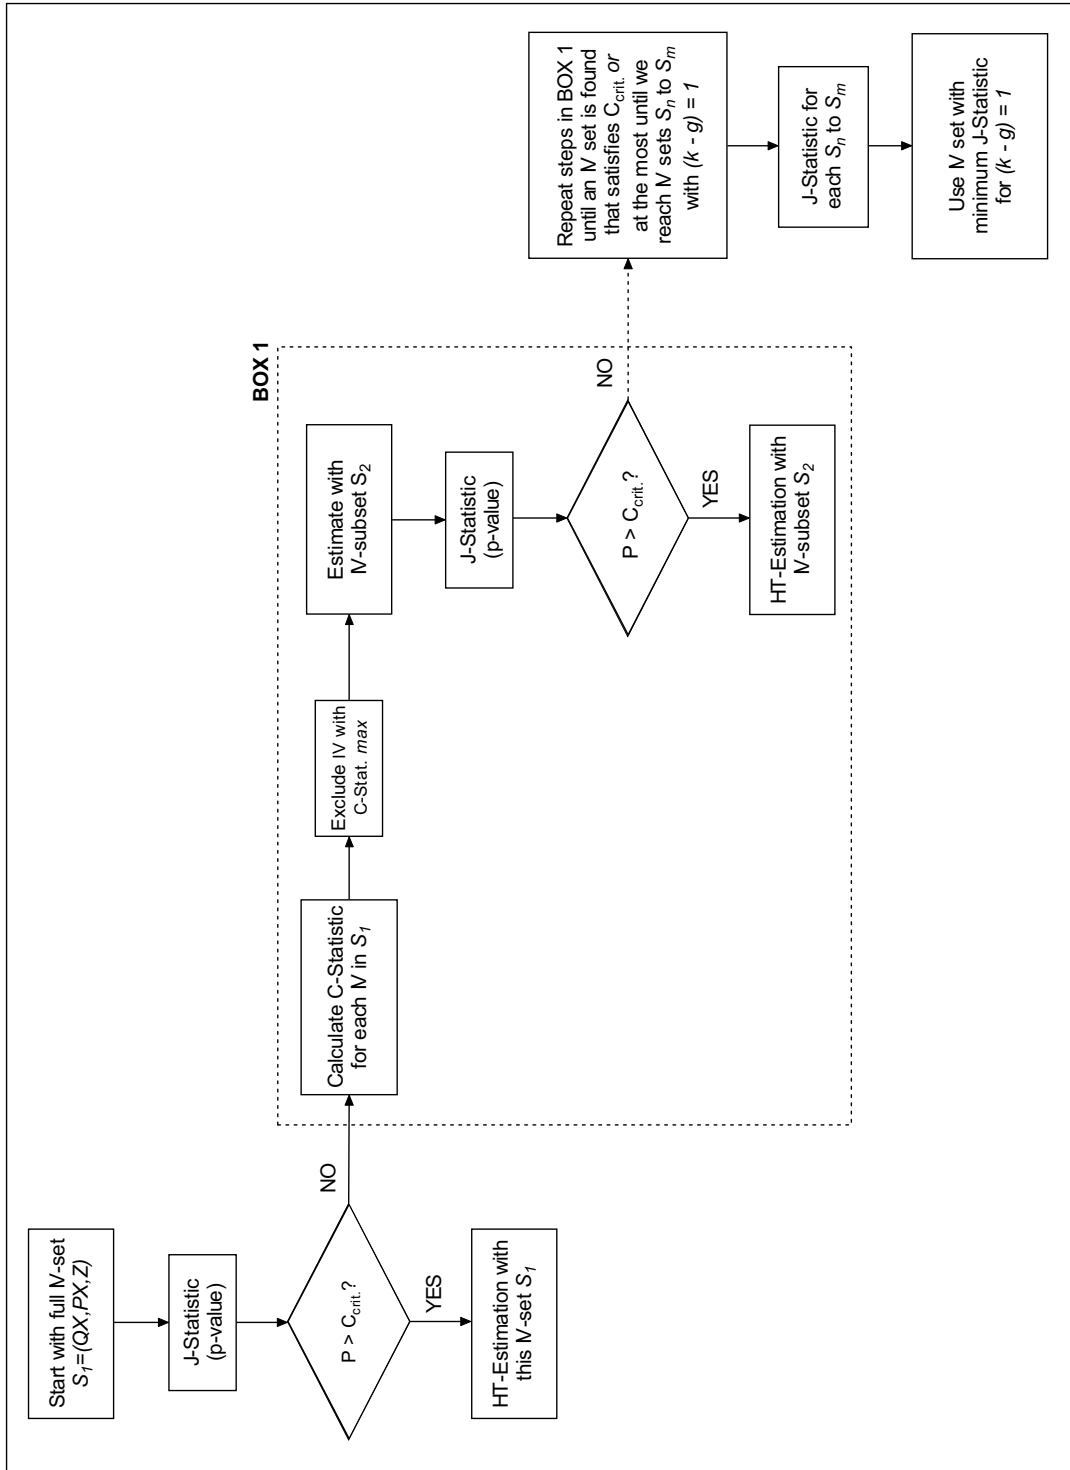 Start with full IV-set
S1=(QX,PX,Z)
J-Statistic
(p-value)
P > Ccrit.?
NO
YES
HT-Estimation with
this IV-set S1
BOX 1
Calculate C-Statistic
for each IV in S1
Exclude IV with
C-Stat. max
Estimate with
IV-subset S2
J-Statistic
(p-value)
P > Ccrit.?
NO
YES
HT-Estimation with
IV-subset S2
Repeat steps in BOX 1
until an IV set is found
that satisfies Ccrit. or
at the most until we
reach IV sets Sn to Sm
with (k - g) = 1
J-Statistic for
each Sn to Sm
Use IV set with
minimum J-Statistic
for (k - g) = 1